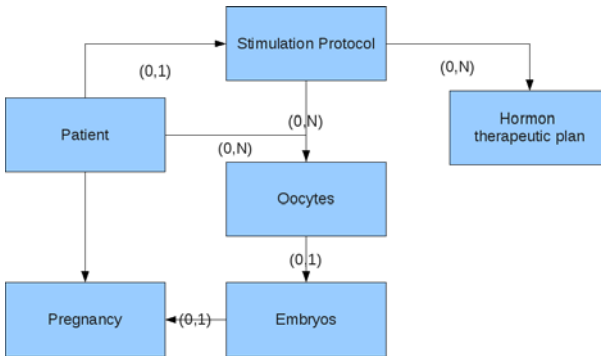 Stimulation Protocol
(0,1)
(0,N)
Patient
(0,N)
Hormon
therapeutic plan
(0,N)
Oocytes
(0,1)
Pregnancy
(0,1)
Embryos